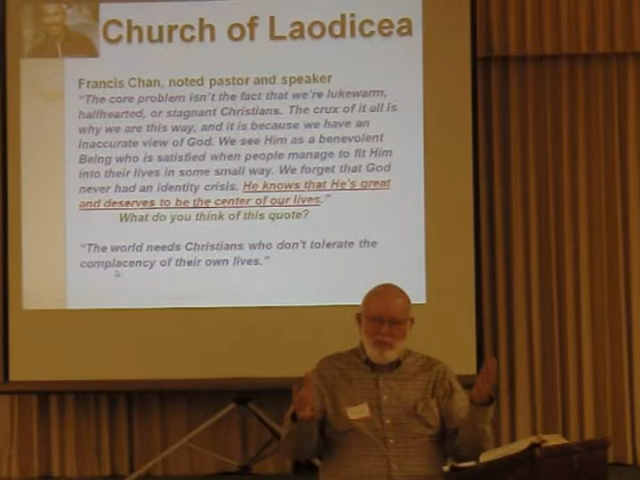 Church of Laodicea
Francis Chan, noted pastor and speaker
"The core problem isn't the fact that we're lukewarm,
halfhearted, or stagnant Christians. The crux of it all is
why we are this way, and it is because we have an
inaccurate view of God. We see Him as a benevolent
Being who is satisfied when people manage to fit Him
into their lives in some small way. We forget that God
never had an identity crisis. He knows that He's great
and deserves to be the center of our lives."
What do you think of this quote?
"The world needs Christians who don't tolerate the
complacency of their own lives."